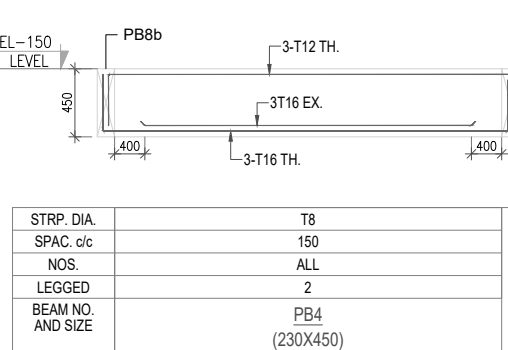 PB8b
EL-150
LEVEL
3-T12 TH.
450
3T16 EX.
400
400
3-T16 TH.
STRP. DIA. T8
SPAC. c/c 150
NOS. ALL
LEGGED 2
BEAM NO.
AND SIZE
PB4
(230X450)